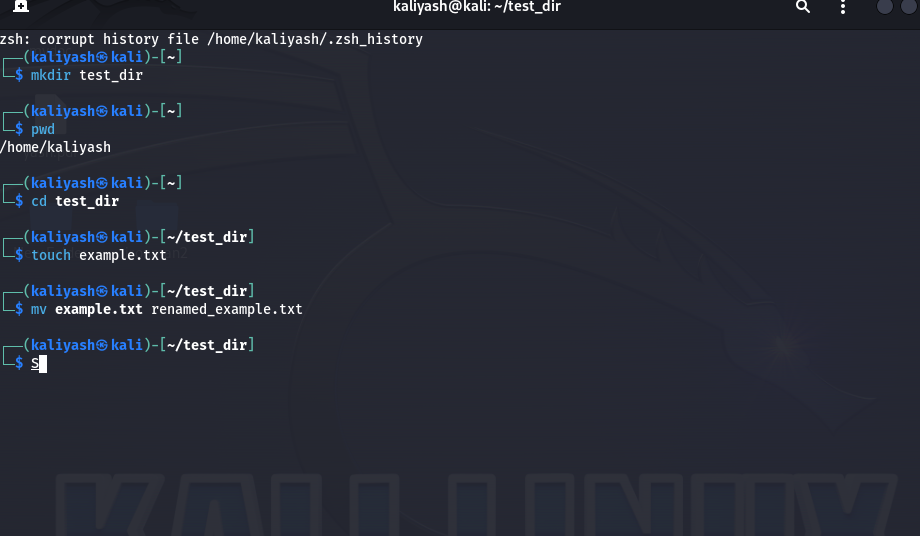 kaliyash@kali: ~/test_dir
zsh: corrupt history file /home/kaliyash/.zsh_history
┌──(kaliyash㉿kali)-[~]
└─$ mkdir test_dir
┌──(kaliyash㉿kali)-[~]
└─$ pwd
/home/kaliyash
┌──(kaliyash㉿kali)-[~]
└─$ cd test_dir
┌──(kaliyash㉿kali)-[~/test_dir]
└─$ touch example.txt
┌──(kaliyash㉿kali)-[~/test_dir]
└─$ mv example.txt renamed_example.txt
┌──(kaliyash㉿kali)-[~/test_dir]
└─$ S
KALI LINUX